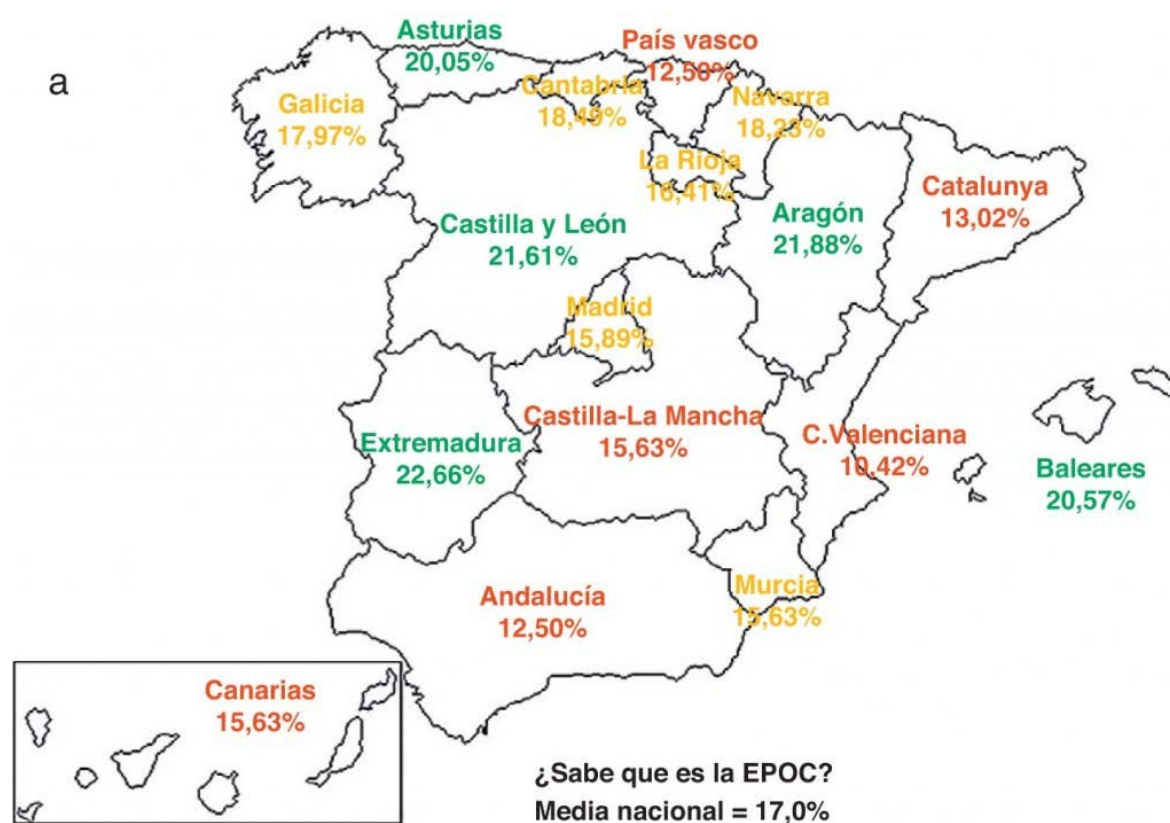 a
Asturias
20,05%
País vasco
12,50%
Galicia
17,97%
Cantabria
18,49%
Navarra
18,23%
La Rioja
16,41%
Catalunya
13,02%
Castilla y León
21,61%
Aragón
21,88%
Madrid
15,89%
Castilla-La Mancha
15,63%
C.Valenciana
10,42%
Extremadura
22,66%
Baleares
20,57%
Andalucía
12,50%
Murcia
15,63%
Canarias
15,63%
¿Sabe que es la EPOC?
Media nacional = 17,0%